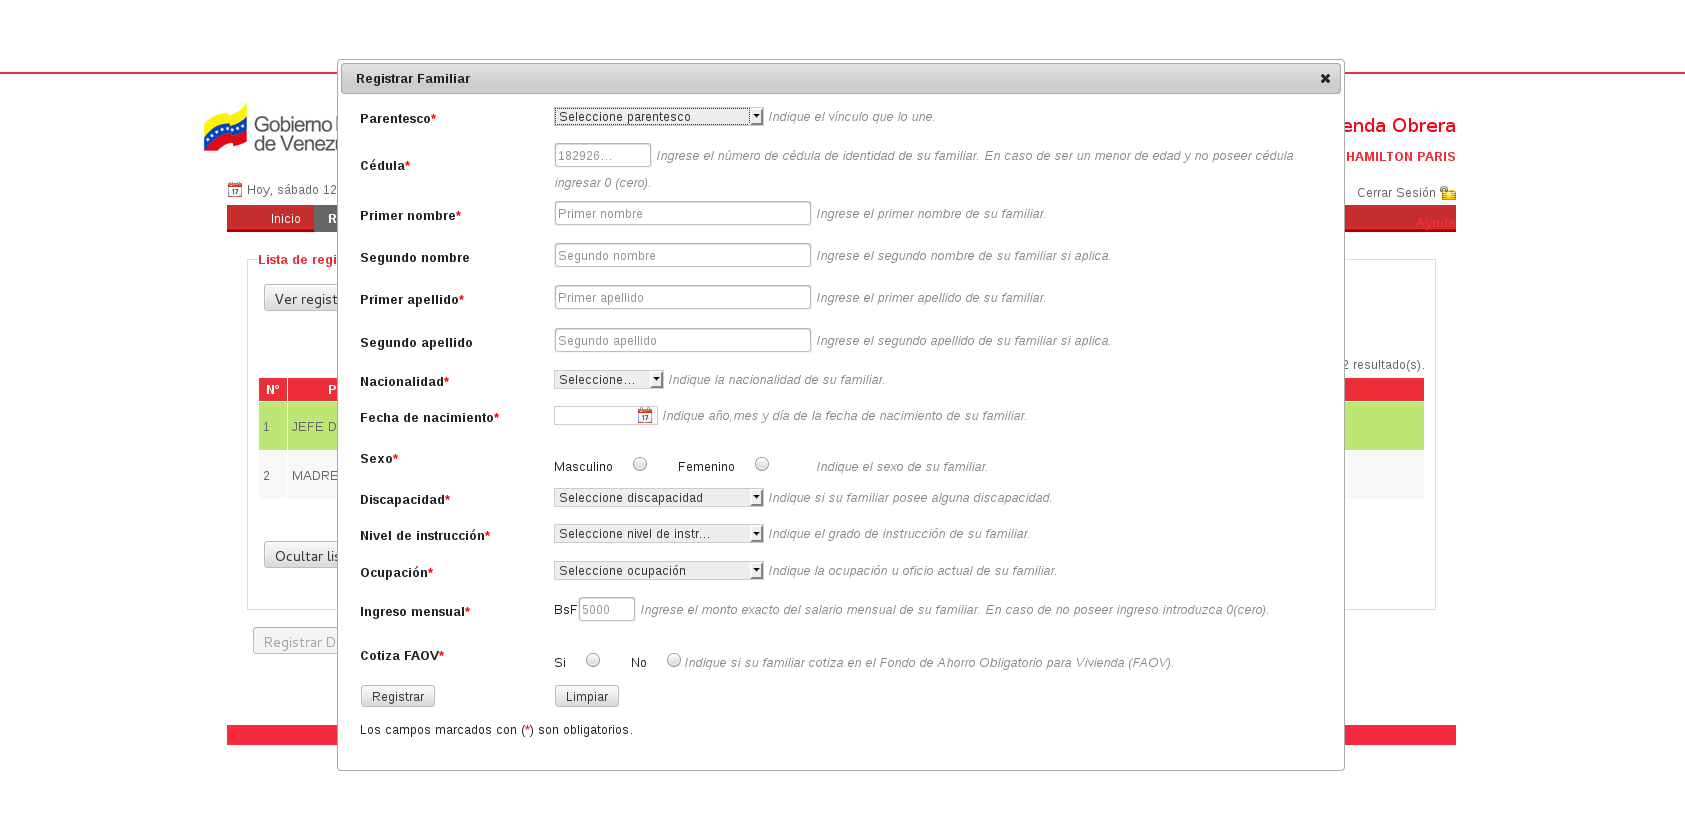 Registrar Familiar
Gobierno
de Venezu
enda Obrera
HAMILTON PARIS
Hoy, sábado 12
Cerrar Sesión
Inicio
R
Ayuda
Lista de regi
Ver regist
2 resultado(s).
Nº
P
1
JEFE D
2
MADRE
Ocultar lis
Registrar D
Parentesco*
Seleccione parentesco
Indique el vínculo que lo une.
Cédula*
182926...
Ingrese el número de cédula de identidad de su familiar. En caso de ser un menor de edad y no poseer cédula
ingresar 0 (cero).
Primer nombre*
Primer nombre
Ingrese el primer nombre de su familiar.
Segundo nombre
Segundo nombre
Ingrese el segundo nombre de su familiar si aplica.
Primer apellido*
Primer apellido
Ingrese el primer apellido de su familiar.
Segundo apellido
Segundo apellido
Ingrese el segundo apellido de su familiar si aplica.
Nacionalidad*
Seleccione...
Indique la nacionalidad de su familiar.
Fecha de nacimiento*
Indique año,mes y día de la fecha de nacimiento de su familiar.
Sexo*
Masculino
Femenino
Indique el sexo de su familiar.
Discapacidad*
Seleccione discapacidad
Indique si su familiar posee alguna discapacidad.
Nivel de instrucción*
Seleccione nivel de instr...
Indique el grado de instrucción de su familiar.
Ocupación*
Seleccione ocupación
Indique la ocupación u oficio actual de su familiar.
Ingreso mensual*
BsF 5000
Ingrese el monto exacto del salario mensual de su familiar. En caso de no poseer ingreso introduzca 0(cero).
Cotiza FAOV*
Si
No
Indique si su familiar cotiza en el Fondo de Ahorro Obligatorio para Vivienda (FAOV).
Registrar
Limpiar
Los campos marcados con (*) son obligatorios.